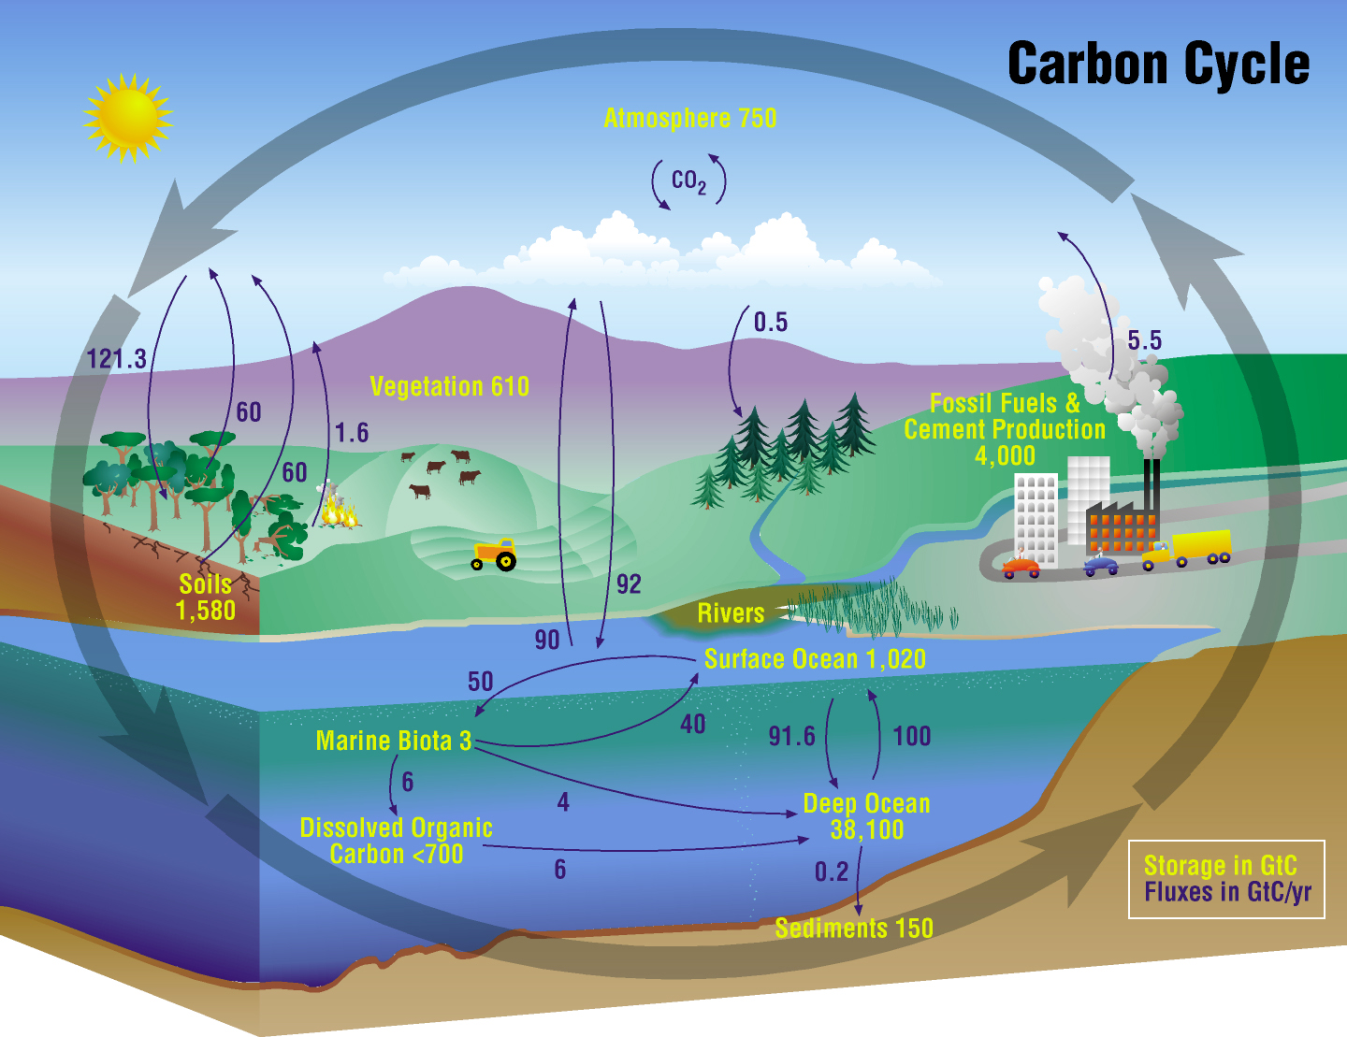 Carbon Cycle
Atmosphere 750
CO₂
0.5
5.5
121.3
60
60
1.6
Vegetation 610
Fossil Fuels &
Cement Production
4,000
Soils
1,580
92
90
Rivers
Surface Ocean 1,020
50
40
91.6
100
Marine Biota 3
6
4
Deep Ocean
38,100
Dissolved Organic
Carbon <700
6
0.2
Sediments 150
Storage in GtC
Fluxes in GtC/yr